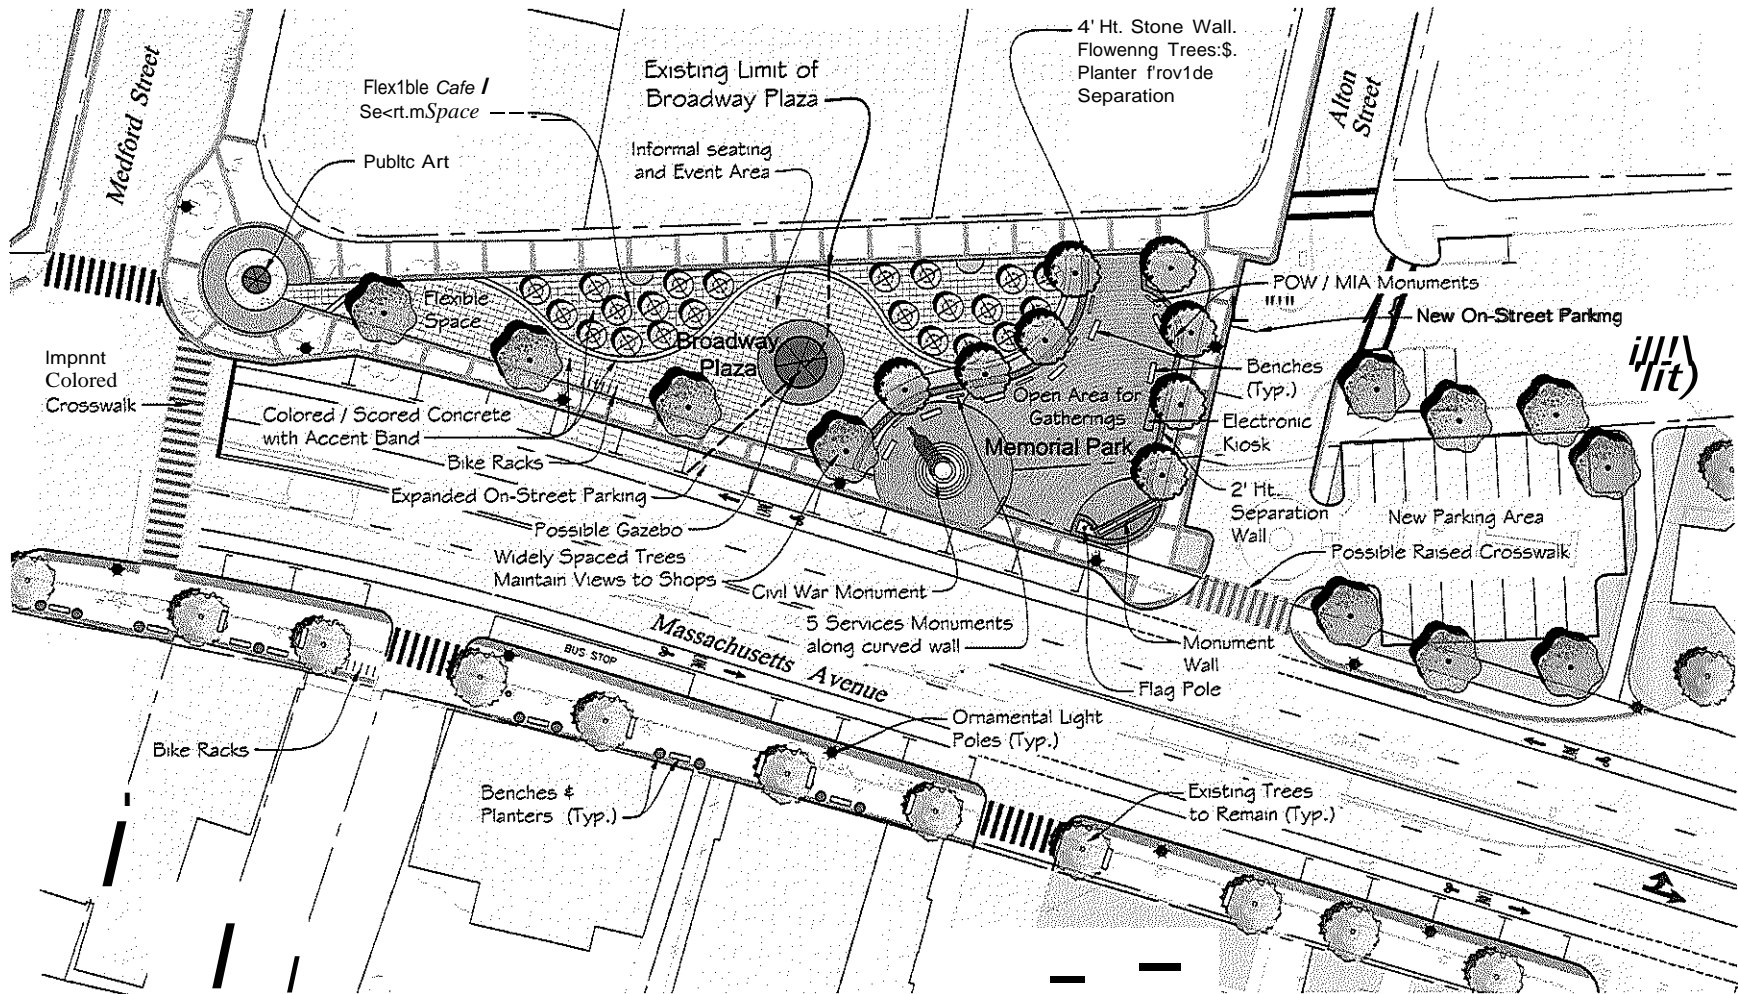 Medford Street
Flex1ble Cafe /
Se<rt.mSpace
Publtc Art
Existing Limit of
Broadway Plaza
Informal seating
and Event Area
4' Ht. Stone Wall.
Flowenng Trees:$.
Planter f'rov1de
Separation
Alton
Street
POW / MIA Monuments
"!'!!"
New On-Street Parkmg
Flexible
Space
Impnnt
Colored
Crosswalk
Broadway
Plaza
Benches
(Typ.)
Open Area for
Gatherings
Colored / Scored Concrete
with Accent Band
Electronic
Kiosk
Memorial Park
Bike Racks
Expanded On-Street Parking
2' Ht.
Separation
Wall
New Parking Area
Possible Gazebo
Widely Spaced Trees
Maintain Views to Shops
Possible Raised Crosswalk
Civil War Monument
5 Services Monuments
along curved wall
Monument
Wall
Flag Pole
BUS STOP
Massachusetts Avenue
Ornamental Light
Poles (Typ.)
Bike Racks
Benches &
Planters (Typ.)
Existing Trees
to Remain (Typ.)